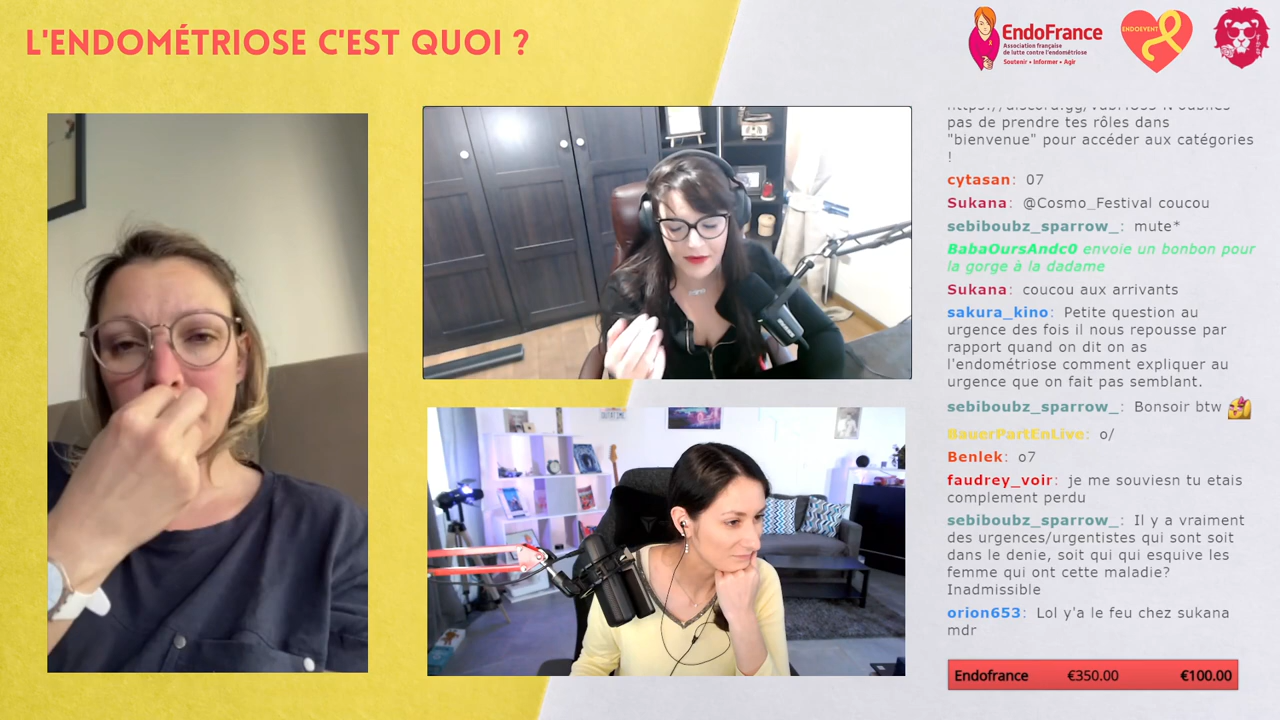 L'ENDOMÉTRIOSE C'EST QUOI ?
EndoFrance
Association française
de lutte contre l'endométriose
Soutenir • Informer • Agir
ENDOEVENT
pas de prendre tes rôles dans
"bienvenue" pour accéder aux catégories
!
cytasan: 07
Sukana: @Cosmo_Festival coucou
sebiboubz_sparrow_: mute*
BabaOursAndc0 envoie un bonbon pour
la gorge à la dadame
Sukana: coucou aux arrivants
sakura_kino: Petite question au
urgence des fois il nous repousse par
rapport quand on dit on as
l'endométriose comment expliquer au
urgence que on fait pas semblant.
sebiboubz_sparrow_: Bonsoir btw
BauerPartEnLive: o/
Benlek: o7
faudrey_voir: je me souviesn tu etais
complement perdu
sebiboubz_sparrow_: Il y a vraiment
des urgences/urgentistes qui sont soit
dans le denie, soit qui qui esquive les
femme qui ont cette maladie?
Inadmissible
orion653: Lol y'a le feu chez sukana
mdr
Endofrance €350.00 €100.00